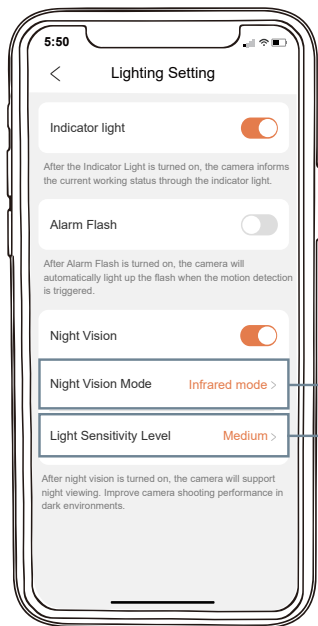 5:50
Lighting Setting
Indicator light
After the Indicator Light is turned on, the camera informs
the current working status through the indicator light.
Alarm Flash
After Alarm Flash is turned on, the camera will
automatically light up the flash when the motion detection
is triggered.
Night Vision
Night Vision Mode Infrared mode >
Light Sensitivity Level Medium >
After night vision is turned on, the camera will support
night viewing. Improve camera shooting performance in
dark environments.